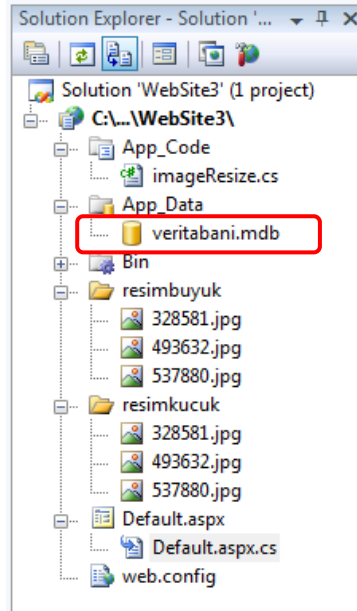 Solution Explorer - Solution '...
Solution 'WebSite3' (1 project)
C:\...\WebSite3\
App_Code
imageResize.cs
App_Data
veritabani.mdb
Bin
resimbuyuk
328581.jpg
493632.jpg
537880.jpg
resimkucuk
328581.jpg
493632.jpg
537880.jpg
Default.aspx
Default.aspx.cs
web.config